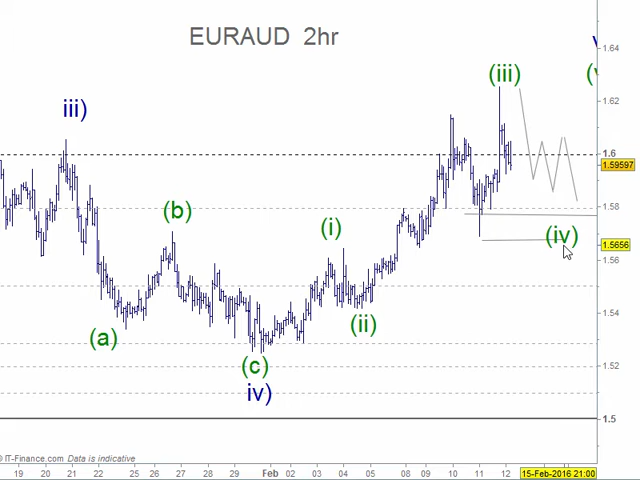 EURAUD 2hr
v
1.64
(iii)
(v
1.62
iii)
1.6
1.59597
(b)
1.58
(i)
(iv)
1.5656
1.56
1.54
(a)
(ii)
(c)
1.52
iv)
1.5
© IT-Finance.com Data is indicative
19 20 21 22 25 26 27 28 29 Feb 02 03 04 05 08 09 10 11 12 15-Feb-2016 21:00